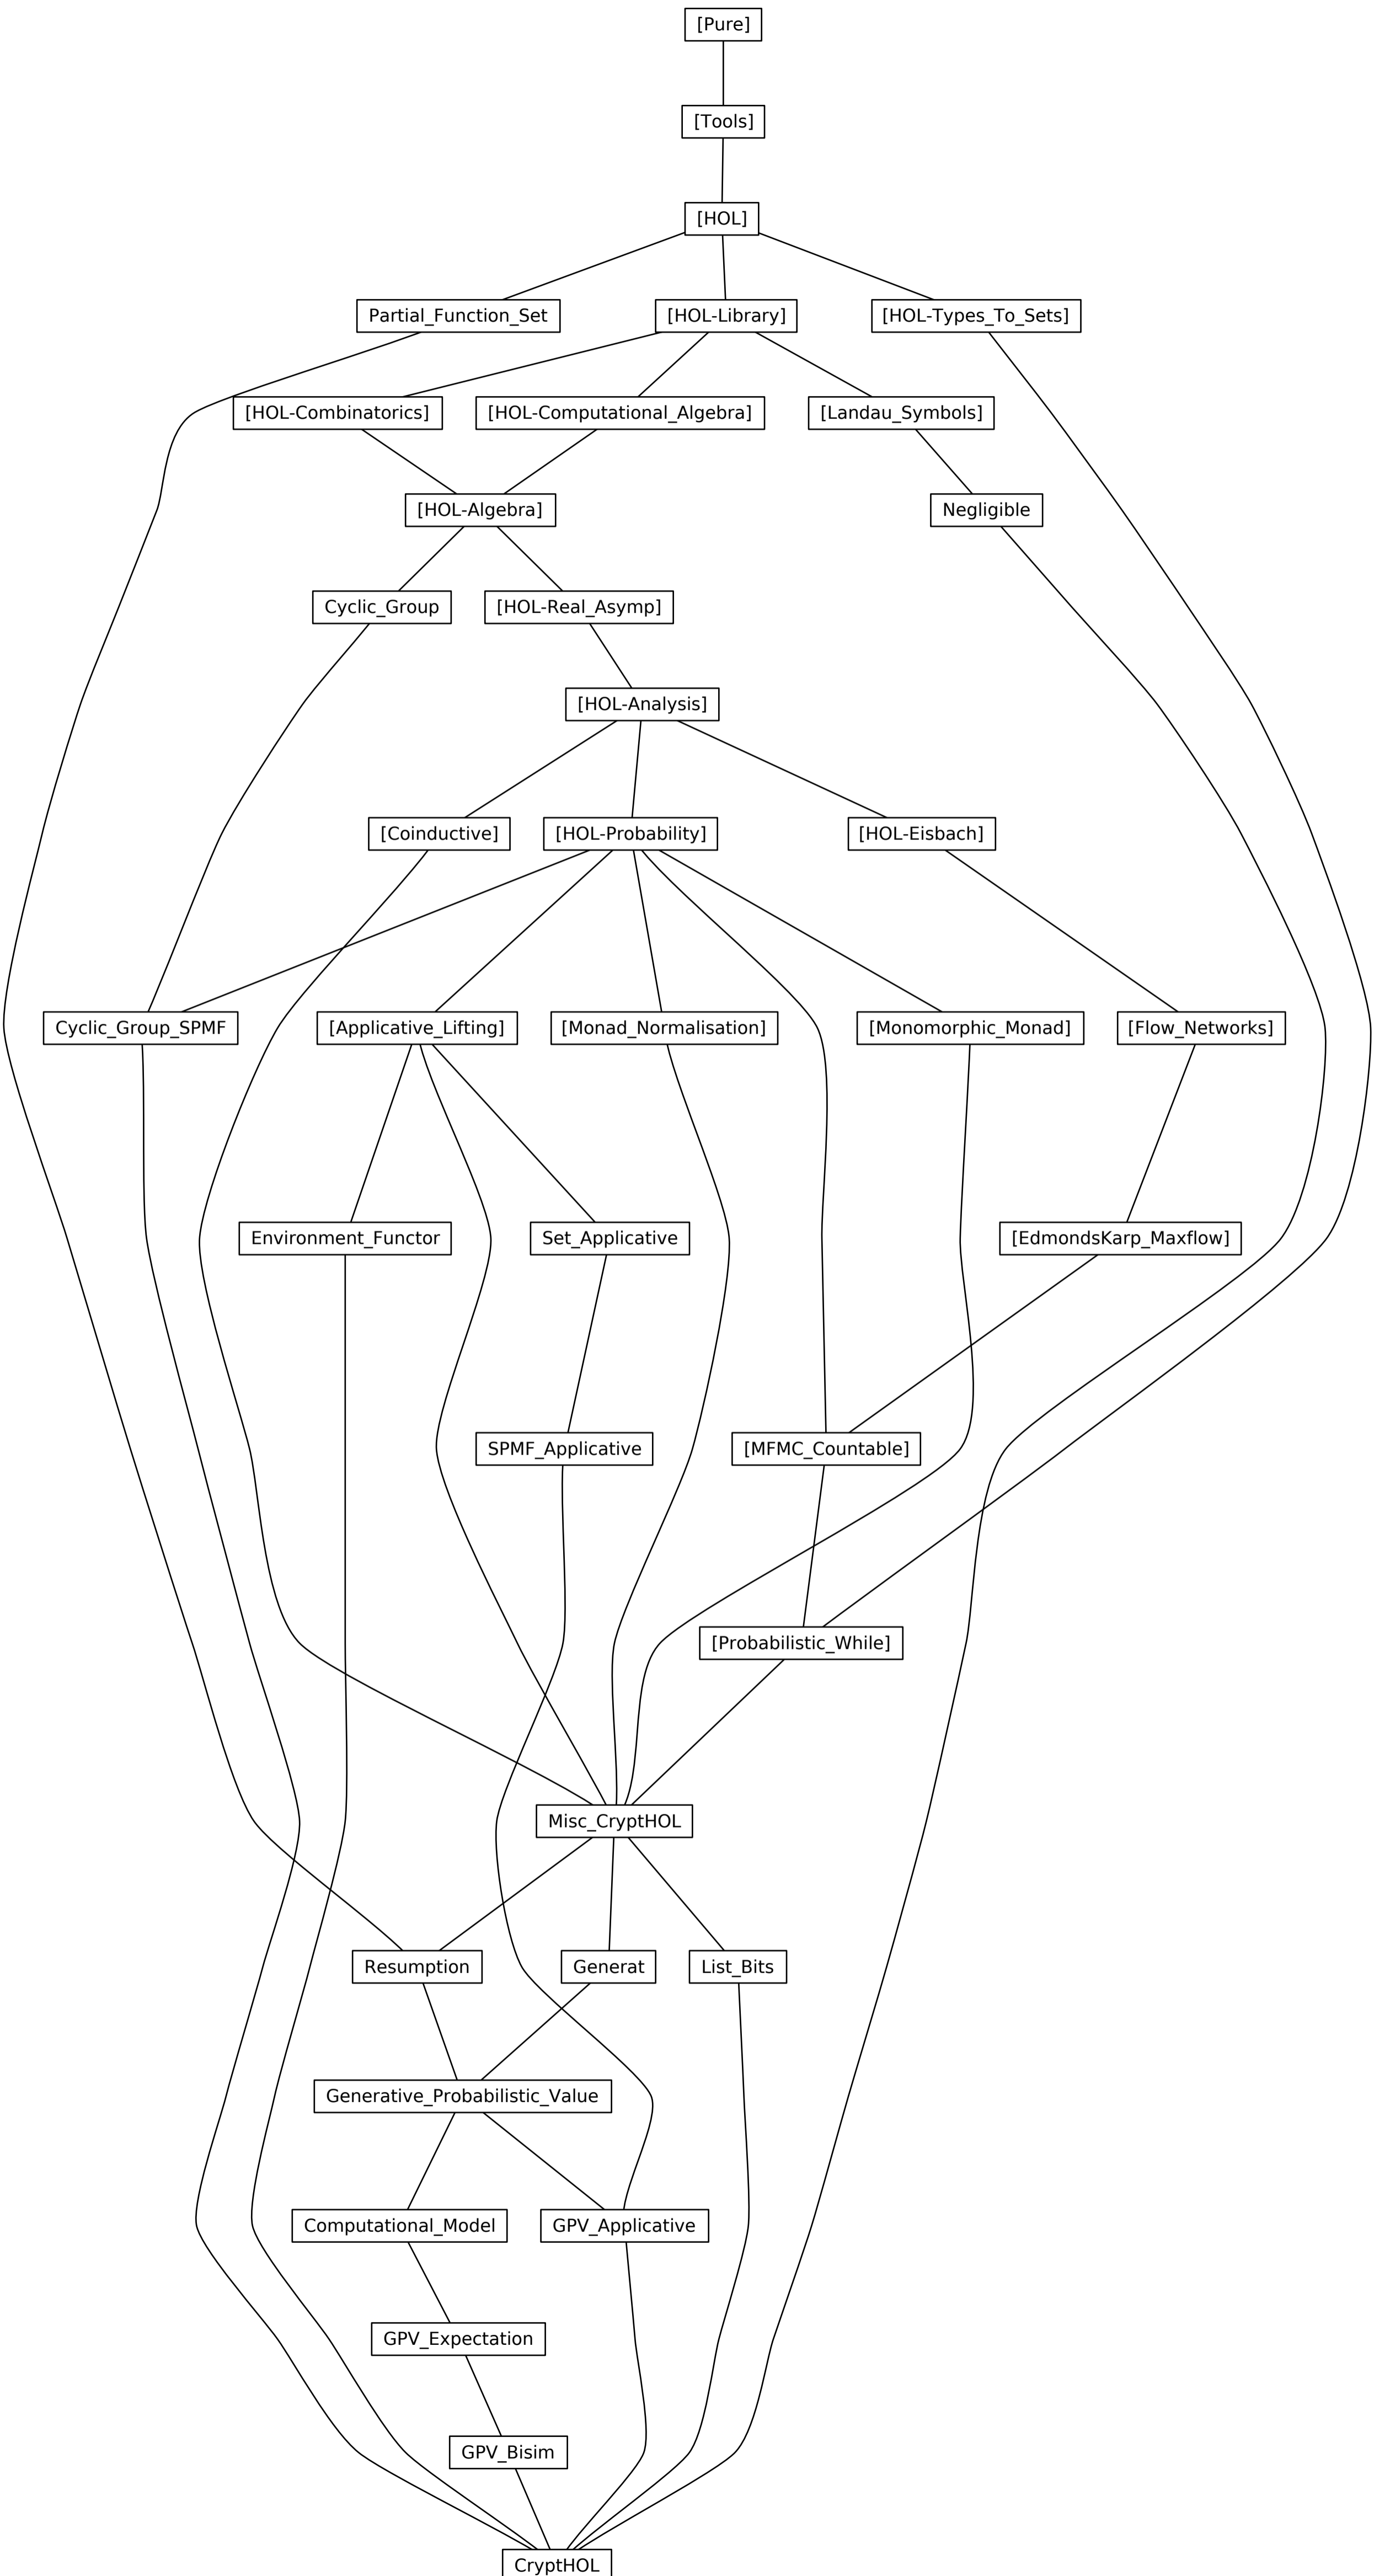 [Pure]
[Tools]
[HOL]
Partial_Function_Set
[HOL-Library]
[HOL-Types_To_Sets]
[HOL-Combinatorics]
[HOL-Computational_Algebra]
[Landau_Symbols]
[HOL-Algebra]
Negligible
Cyclic_Group
[HOL-Real_Asymp]
[HOL-Analysis]
[Coinductive]
[HOL-Probability]
[HOL-Eisbach]
Cyclic_Group_SPMF
[Applicative_Lifting]
[Monad_Normalisation]
[Monomorphic_Monad]
[Flow_Networks]
Environment_Functor
Set_Applicative
[EdmondsKarp_Maxflow]
SPMF_Applicative
[MFMC_Countable]
[Probabilistic_While]
Misc_CryptHOL
Resumption
Generat
List_Bits
Generative_Probabilistic_Value
Computational_Model
GPV_Applicative
GPV_Expectation
GPV_Bisim
CryptHOL